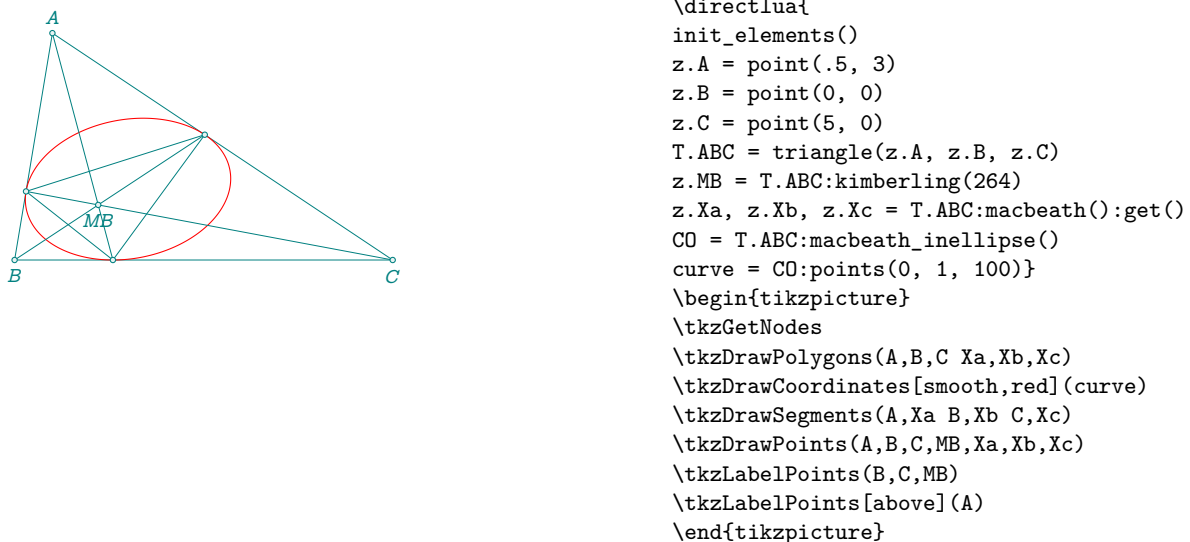 A
MB
B
C
\directlua{
init_elements()
z.A = point(.5, 3)
z.B = point(0, 0)
z.C = point(5, 0)
T.ABC = triangle(z.A, z.B, z.C)
z.MB = T.ABC:kimberling(264)
z.Xa, z.Xb, z.Xc = T.ABC:macbeath():get()
CO = T.ABC:macbeath_inellipse()
curve = CO:points(0, 1, 100)}
\begin{tikzpicture}
\tkzGetNodes
\tkzDrawPolygons(A,B,C Xa,Xb,Xc)
\tkzDrawCoordinates[smooth,red](curve)
\tkzDrawSegments(A,Xa B,Xb C,Xc)
\tkzDrawPoints(A,B,C,MB,Xa,Xb,Xc)
\tkzLabelPoints(B,C,MB)
\tkzLabelPoints[above](A)
\end{tikzpicture}